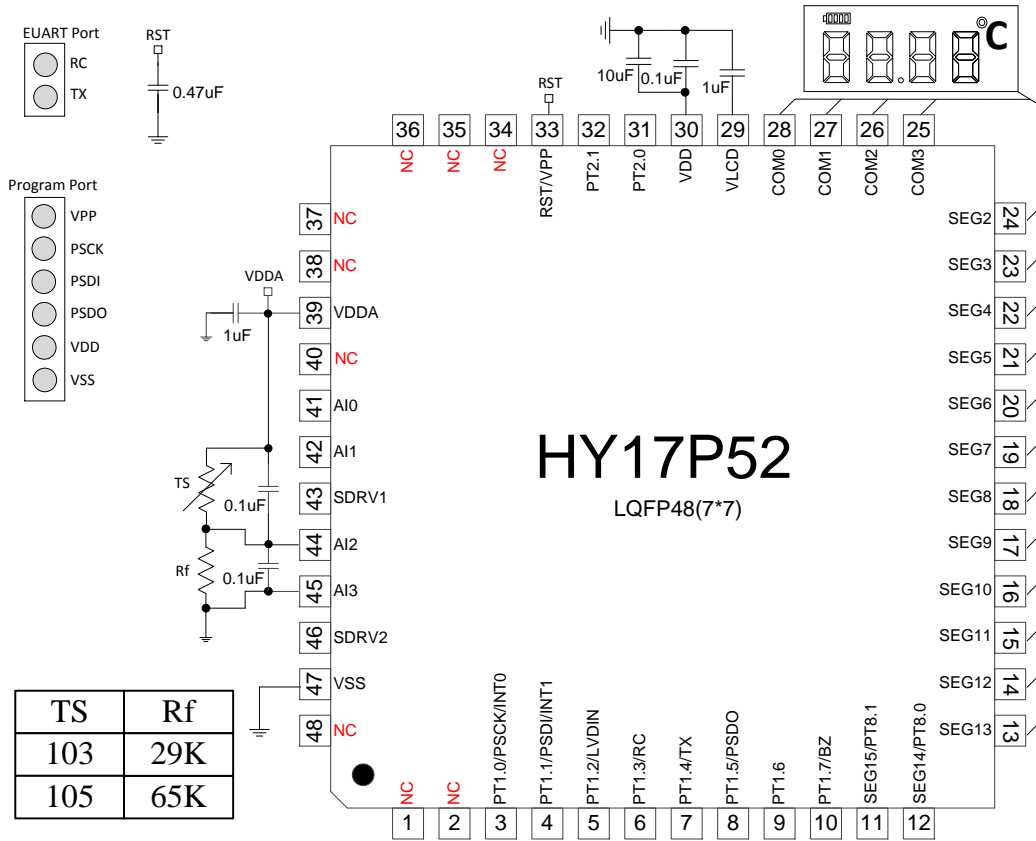 EUART Port
RC
TX
RST
0.47uF
Program Port
VPP
PSCK
PSDI
PSDO
VDD
VSS
10uF
0.1uF
1uF
°C
RST
36
35
34
33
32
31
30
29
28
27
26
25
NC
NC
NC
RST/VPP
PT2.1
PT2.0
VDD
VLCD
COM0
COM1
COM2
COM3
37 NC
38 NC
39 VDDA
40 NC
41 AI0
42 AI1
43 SDRV1
44 AI2
45 AI3
46 SDRV2
47 VSS
48 NC
VDDA
1uF
TS
0.1uF
Rf
0.1uF
HY17P52
LQFP48(7*7)
SEG2 24
SEG3 23
SEG4 22
SEG5 21
SEG6 20
SEG7 19
SEG8 18
SEG9 17
SEG10 16
SEG11 15
SEG12 14
SEG13 13
TS Rf
103 29K
105 65K
NC
NC
PT1.0/PSCK/INT0
PT1.1/PSDI/INT1
PT1.2/LVDIN
PT1.3/RC
PT1.4/TX
PT1.5/PSDO
PT1.6
PT1.7/BZ
SEG15/PT8.1
SEG14/PT8.0
1
2
3
4
5
6
7
8
9
10
11
12